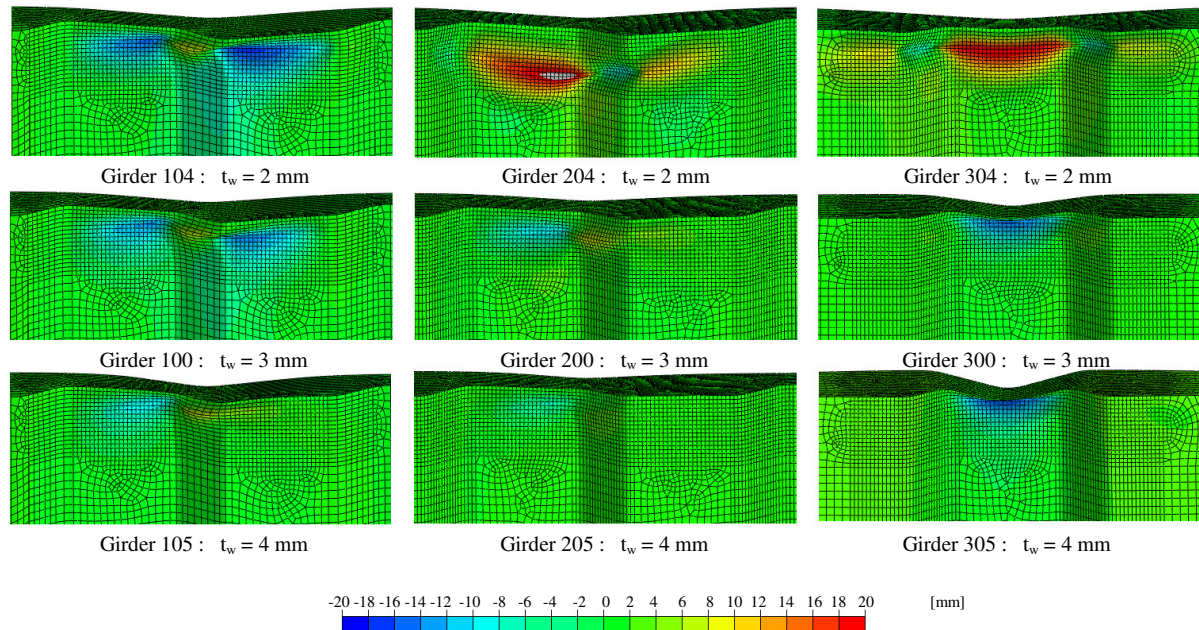 Girder 104 : t_w = 2 mm Girder 204 : t_w = 2 mm Girder 304 : t_w = 2 mm
Girder 100 : t_w = 3 mm Girder 200 : t_w = 3 mm Girder 300 : t_w = 3 mm
Girder 105 : t_w = 4 mm Girder 205 : t_w = 4 mm Girder 305 : t_w = 4 mm
-20 -18 -16 -14 -12 -10 -8 -6 -4 -2 0 2 4 6 8 10 12 14 16 18 20 [mm]